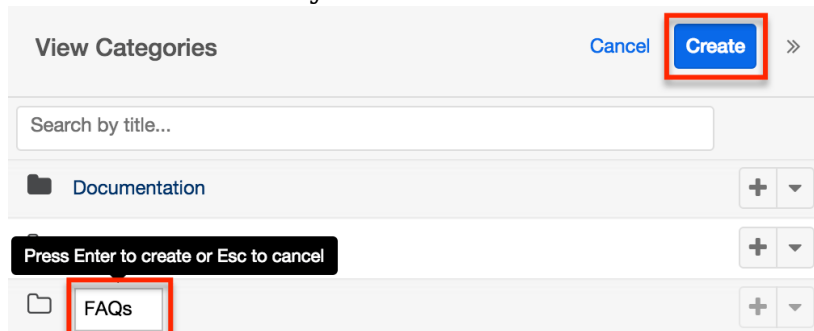 View Categories
Cancel
Create
Search by title...
Documentation
Press Enter to create or Esc to cancel
FAQs